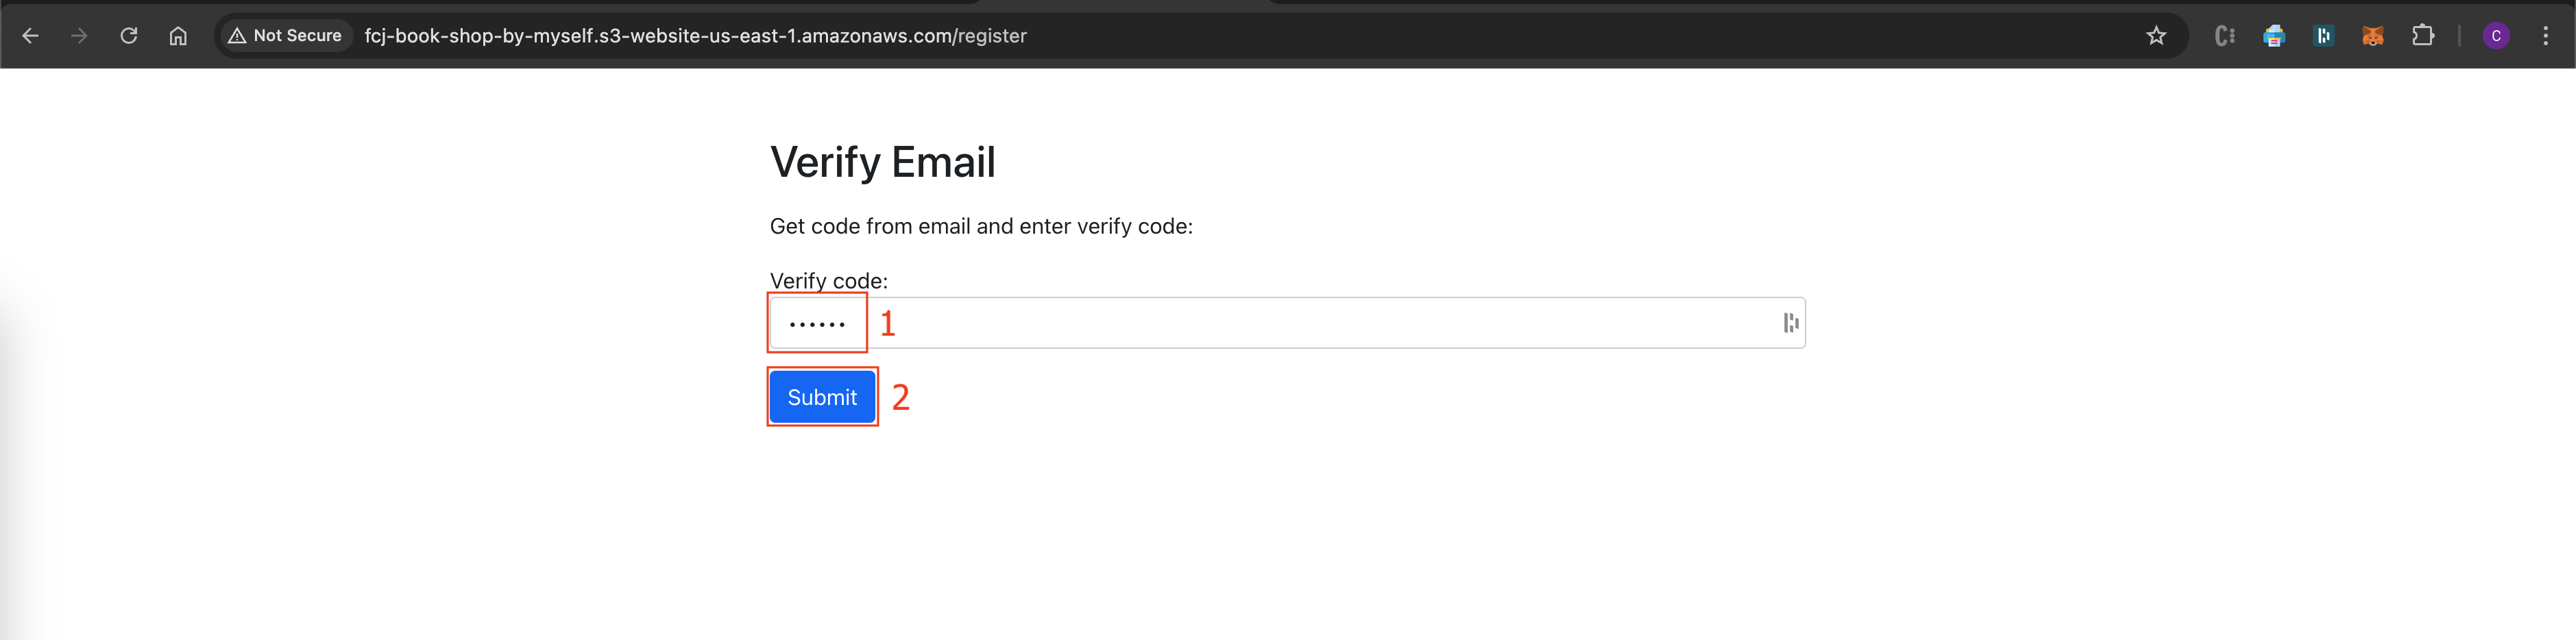 Not Secure fcj-book-shop-by-myself.s3-website-us-east-1.amazonaws.com/register
C
Verify Email
Get code from email and enter verify code:
Verify code:
•••••• 1
Submit 2